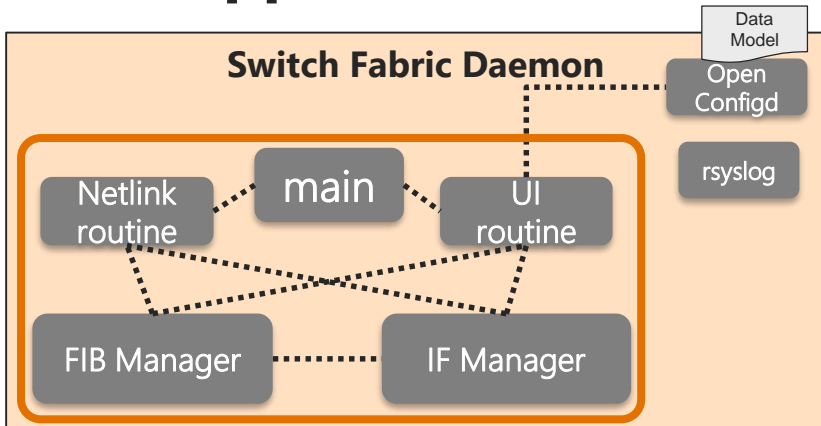 Data
Model
Switch Fabric Daemon
Open
Configd
rsyslog
Netlink
routine
main
UI
routine
FIB Manager
IF Manager